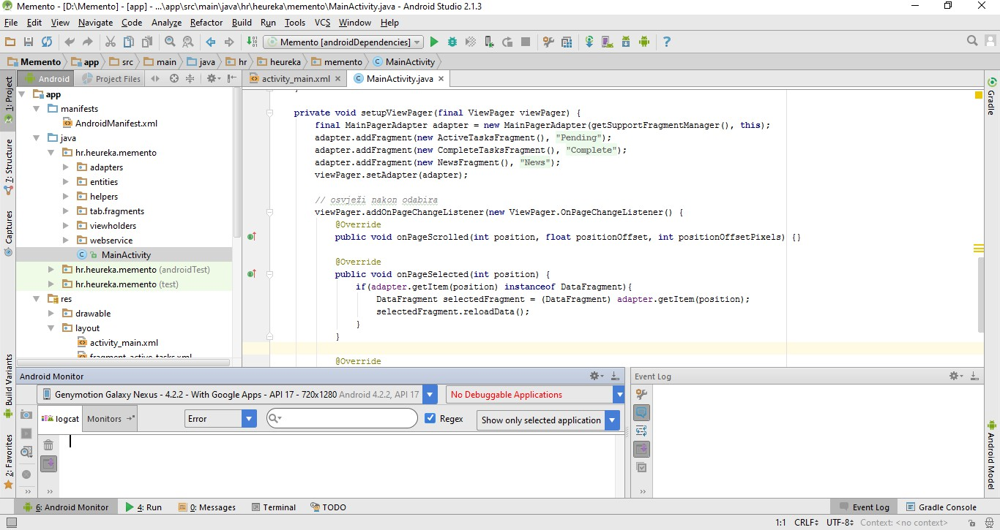 Memento - [D:\Memento] - [app] - ...\app\src\main\java\hr\heureka\memento\MainActivity.java - Android Studio 2.1.3
File Edit View Navigate Code Analyze Refactor Build Run Tools VCS Window Help
Memento [androidDependencies]
Memento app src main java hr heureka memento MainActivity
1: Project
7: Structure
Captures
Build Variants
2: Favorites
Android Project Files
app
manifests
AndroidManifest.xml
java
hr.heureka.memento
adapters
entities
helpers
tab.fragments
viewholders
webservice
MainActivity
hr.heureka.memento (androidTest)
hr.heureka.memento (test)
res
drawable
layout
activity_main.xml
fragment_active_tasks.xml
activity_main.xml MainActivity.java
}
private void setupViewPager(final ViewPager viewPager) {
final MainPagerAdapter adapter = new MainPagerAdapter(getSupportFragmentManager(), this);
adapter.addFragment(new ActiveTasksFragment(), "Pending");
adapter.addFragment(new CompleteTasksFragment(), "Complete");
adapter.addFragment(new NewsFragment(), "News");
viewPager.setAdapter(adapter);
// osvježi nakon odabira
viewPager.addOnPageChangeListener(new ViewPager.OnPageChangeListener() {
@Override
public void onPageScrolled(int position, float positionOffset, int positionOffsetPixels) {}
@Override
public void onPageSelected(int position) {
if(adapter.getItem(position) instanceof DataFragment){
DataFragment selectedFragment = (DataFragment) adapter.getItem(position);
selectedFragment.reloadData();
}
}
@Override
Gradle
Android Model
Android Monitor
Genymotion Galaxy Nexus - 4.2.2 - With Google Apps - API 17 - 720x1280 Android 4.2.2, API 17
No Debuggable Applications
logcat Monitors
Error
Regex
Show only selected application
Event Log
6: Android Monitor 4: Run 0: Messages Terminal TODO Event Log Gradle Console
1:1 CRLF UTF-8 Context: <no context>